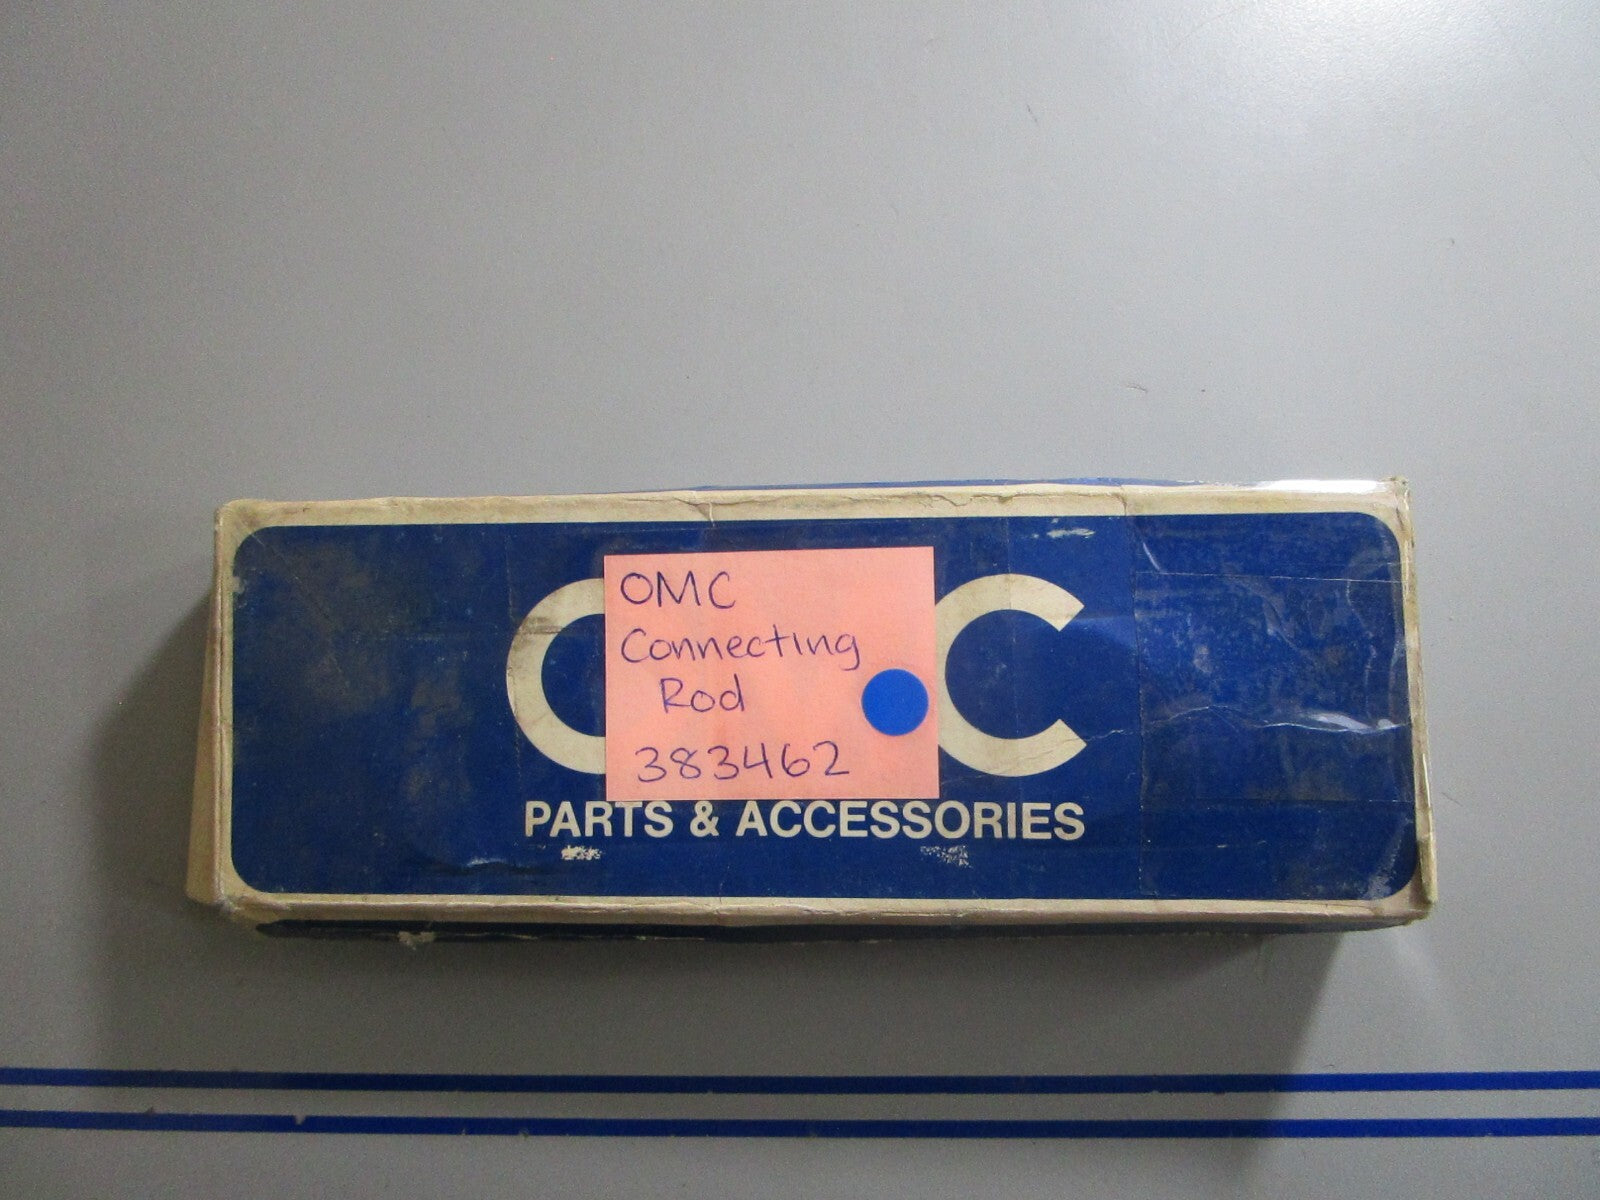 OMC
Connecting
Rod
383462
C C
PARTS & ACCESSORIES